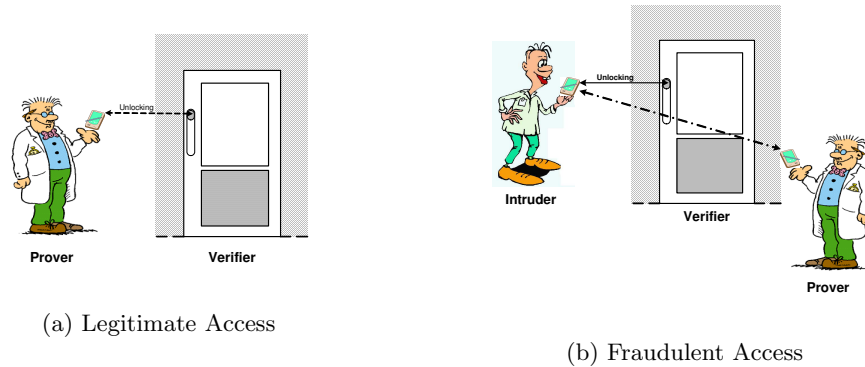 Unlocking
Prover
Verifier
(a) Legitimate Access
Unlocking
Intruder
Verifier
Prover
(b) Fraudulent Access